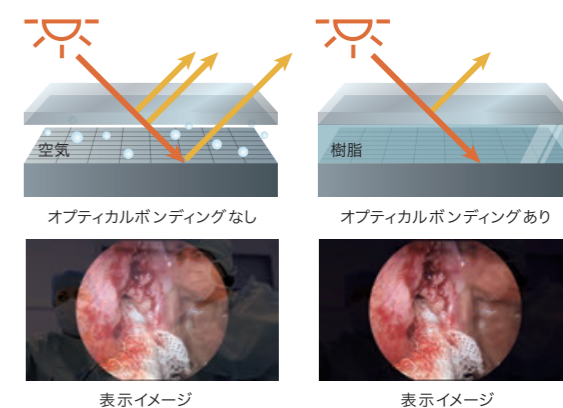 空気
樹脂
オプティカルボンディングなし
オプティカルボンディングあり
表示イメージ
表示イメージ